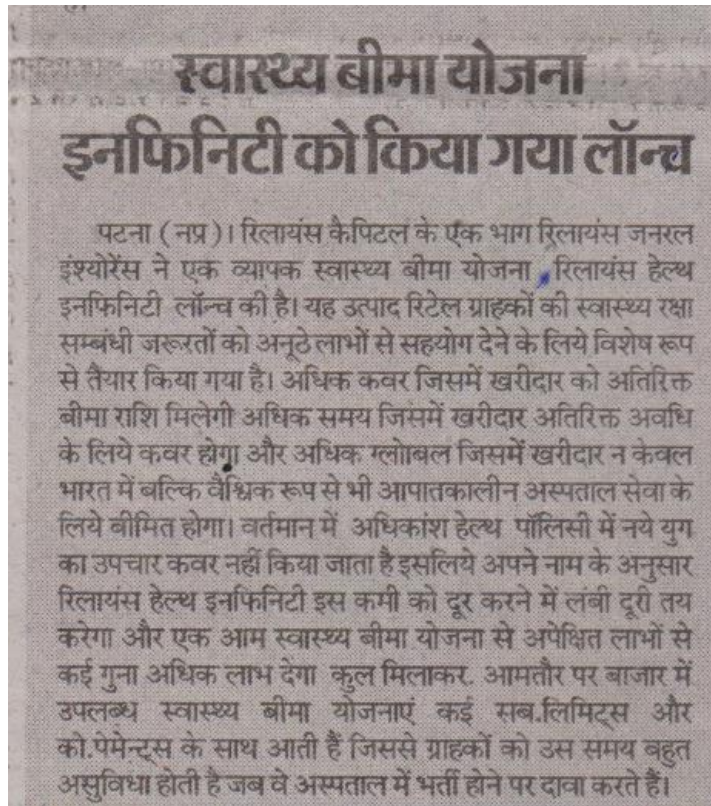 स्वास्थ्य बीमा योजना
इनफिनिटी को किया गया लॉन्च
पटना (नप्र)। रिलायंस कैपिटल के एक भाग रिलायंस जनरल
इंश्योरेंस ने एक व्यापक स्वास्थ्य बीमा योजना रिलायंस हेल्थ
इनफिनिटी लॉन्च की है। यह उत्पाद रिटेल ग्राहकों की स्वास्थ्य रक्षा
सम्बंधी जरूरतों को अनूठे लाभों से सहयोग देने के लिये विशेष रूप
से तैयार किया गया है। अधिक कवर जिसमें खरीदार को अतिरिक्त
बीमा राशि मिलेगी अधिक समय जिसमें खरीदार अतिरिक्त अवधि
के लिये कवर होगा और अधिक ग्लोाबल जिसमें खरीदार न केवल
भारत में बल्कि वैश्विक रूप से भी आपातकालीन अस्पताल सेवा के
लिये बीमित होगा। वर्तमान में अधिकांश हेल्थ पॉलिसी में नये युग
का उपचार कवर नहीं किया जाता है इसलिये अपने नाम के अनुसार
रिलायंस हेल्थ इनफिनिटी इस कमी को दूर करने में लंबी दूरी तय
करेगा और एक आम स्वास्थ्य बीमा योजना से अपेक्षित लाभों से
कई गुना अधिक लाभ देगा कुल मिलाकर. आमतौर पर बाजार में
उपलब्ध स्वास्थ्य बीमा योजनाएं कई सब.लिमिट्स और
को.पेमेन्ट्स के साथ आती हैं जिससे ग्राहकों को उस समय बहुत
असुविधा होती है जब वे अस्पताल में भर्ती होने पर दावा करते हैं।